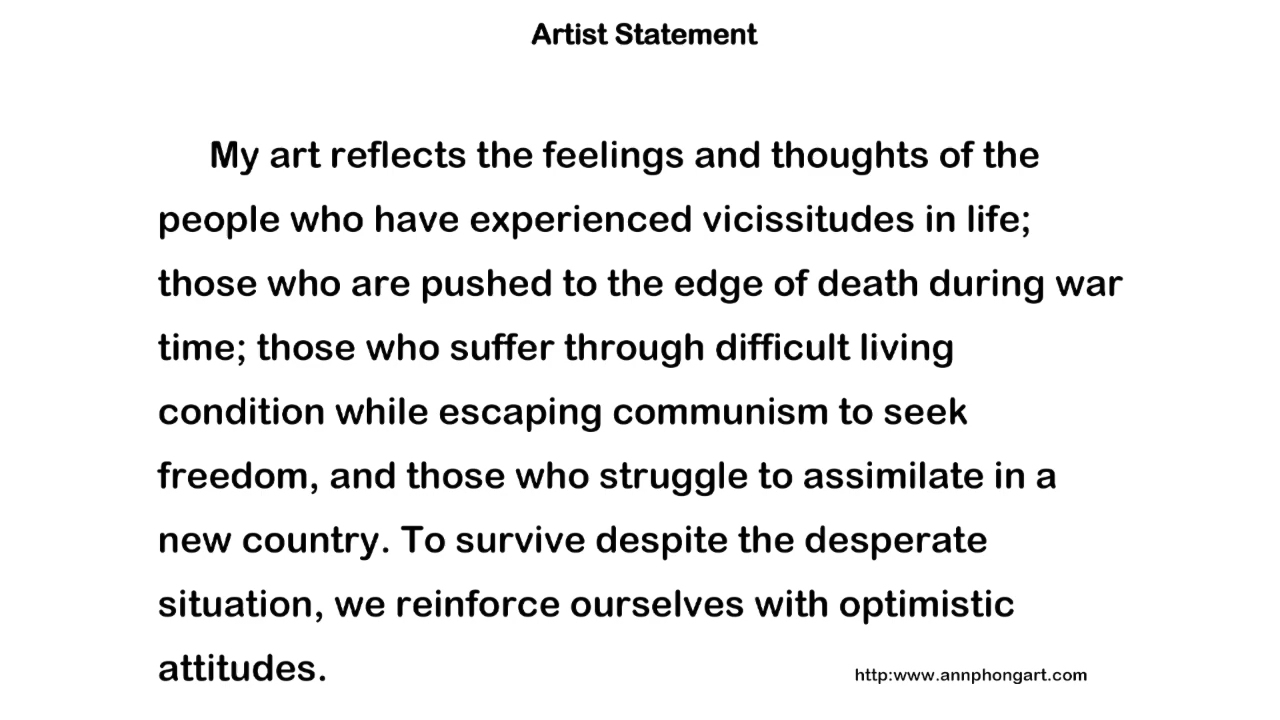 Artist Statement
My art reflects the feelings and thoughts of the
people who have experienced vicissitudes in life;
those who are pushed to the edge of death during war
time; those who suffer through difficult living
condition while escaping communism to seek
freedom, and those who struggle to assimilate in a
new country. To survive despite the desperate
situation, we reinforce ourselves with optimistic
attitudes.
http:www.annphongart.com